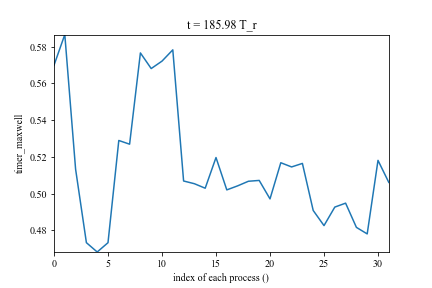 t = 185.98 T_r
0.58
0.56
0.54
0.52
0.50
0.48
timer_maxwell
0 5 10 15 20 25 30
index of each process ()